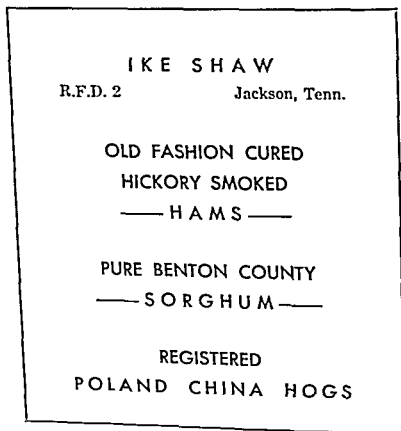 IKE SHAW
R.F.D. 2 Jackson, Tenn.
OLD FASHION CURED
HICKORY SMOKED
— HAMS —
PURE BENTON COUNTY
— SORGHUM —
REGISTERED
POLAND CHINA HOGS